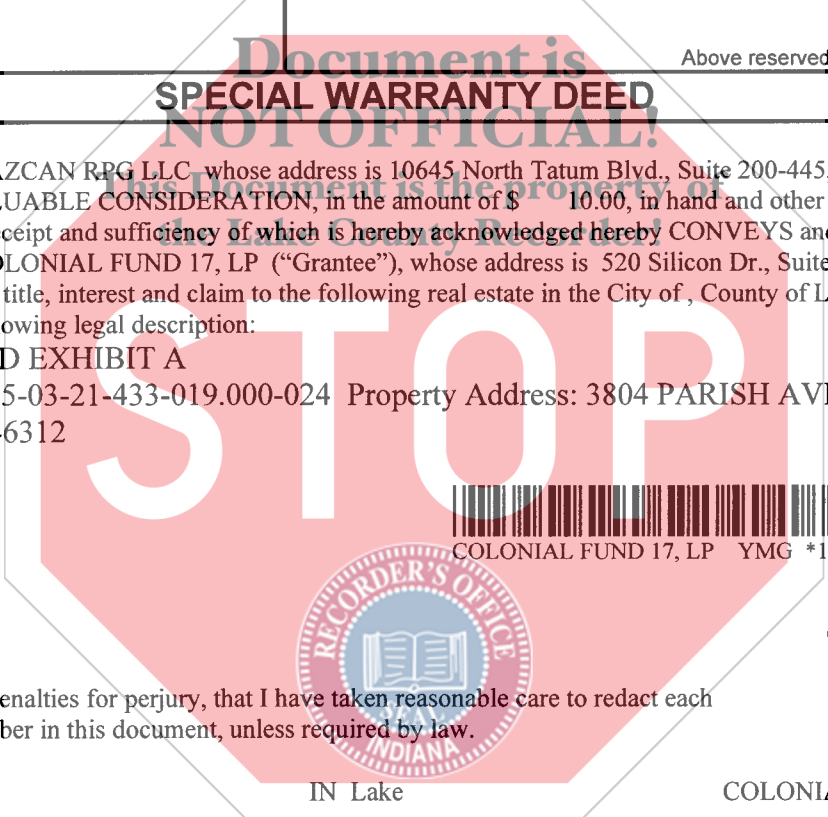 Document is
Above reserved
SPECIAL WARRANTY DEED
NOT OFFICIAL!
AZCAN RPG LLC whose address is 10645 North Tatum Blvd., Suite 200-445,
This Document is the property of
LUABLE CONSIDERATION, in the amount of $ 10.00, in hand and other
the Lake County Recorder!
ceipt and sufficiency of which is hereby acknowledged hereby CONVEYS and
OLONIAL FUND 17, LP (“Grantee”), whose address is 520 Silicon Dr., Suite
title, interest and claim to the following real estate in the City of , County of L
owing legal description:
D EXHIBIT A
5-03-21-433-019.000-024 Property Address: 3804 PARISH AVE
-6312
STOP
COLONIAL FUND 17, LP YMG *1
RECORDER'S OFFICE
SEAL
INDIANA
enalties for perjury, that I have taken reasonable care to redact each
ber in this document, unless required by law.
IN Lake COLONIA